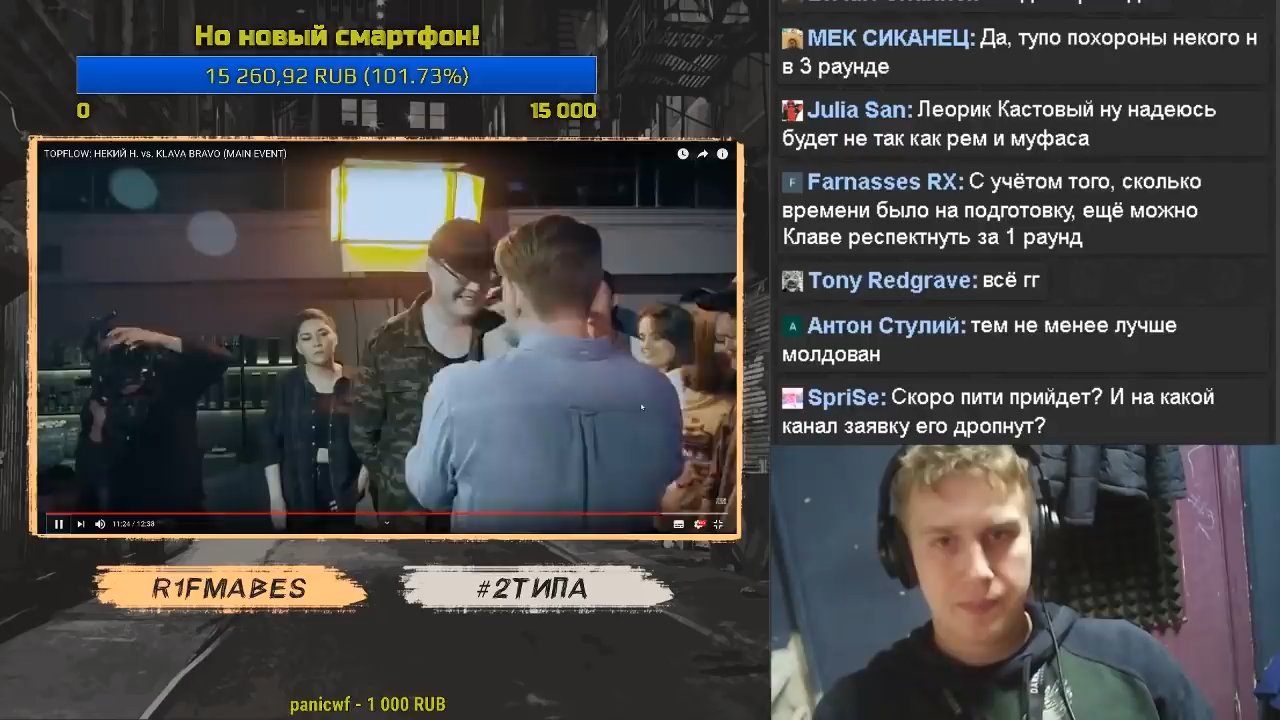 Но новый смартфон!
15 260,92 RUB (101.73%)
0
15 000
TOPFLOW: НЕКИЙ Н. vs. KLAVA BRAVO (MAIN EVENT)
11:24 / 12:38
R1FMABES
#2ТИПА
panicwf - 1 000 RUB
МЕК СИКАНЕЦ: Да, тупо похороны некого н
в 3 раунде
Julia San: Леорик Кастовый ну надеюсь
будет не так как рем и муфаса
F Farnasses RX: С учётом того, сколько
времени было на подготовку, ещё можно
Клаве респектнуть за 1 раунд
Tony Redgrave: всё гг
А Антон Стулий: тем не менее лучше
молдован
SpriSe: Скоро пити прийдет? И на какой
канал заявку его дропнут?